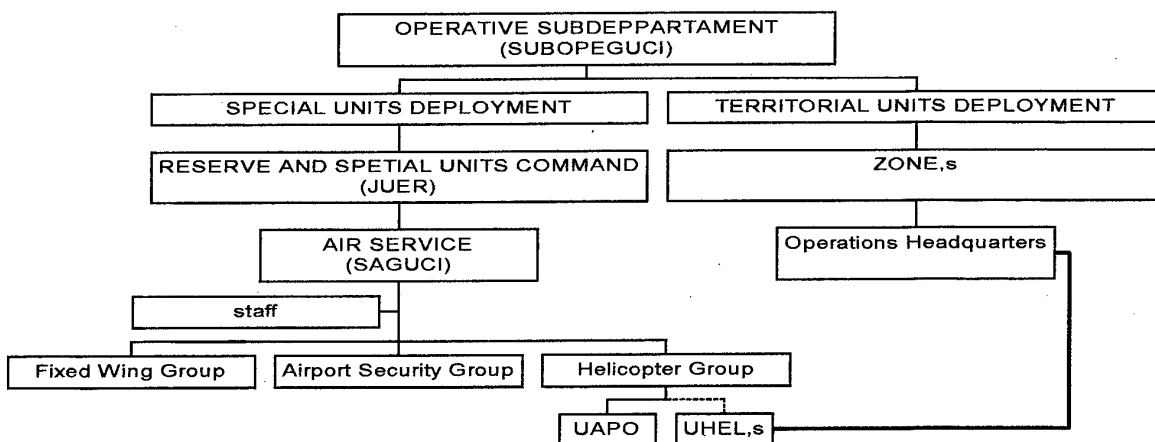 OPERATIVE SUBDEPPARTAMENT
(SUBOPEGUCI)
SPECIAL UNITS DEPLOYMENT
TERRITORIAL UNITS DEPLOYMENT
RESERVE AND SPETIAL UNITS COMMAND
(JUER)
ZONE,s
AIR SERVICE
(SAGUCI)
Operations Headquarters
staff
Fixed Wing Group
Airport Security Group
Helicopter Group
UAPO
UHEL,s